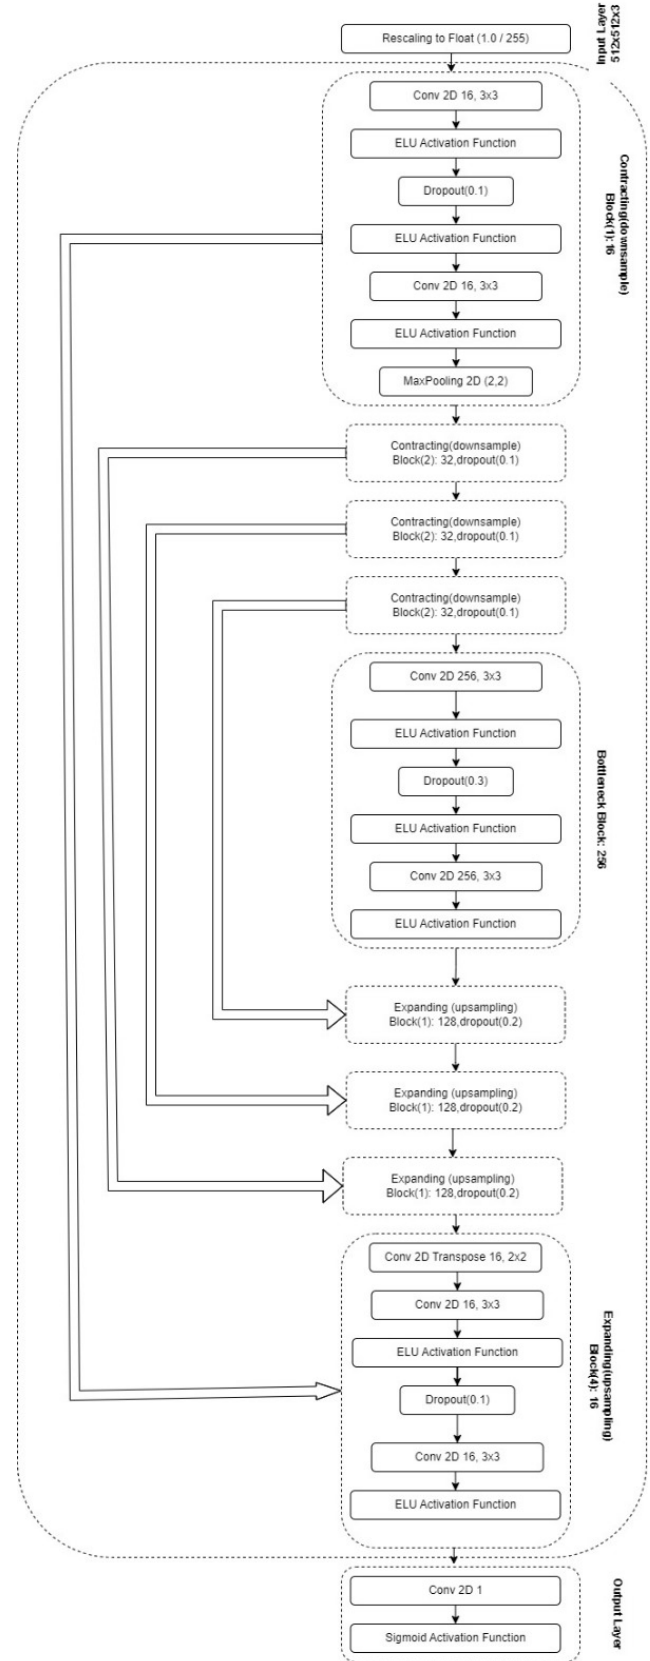 512x512x3
Input Layer
Rescaling to Float (1.0 / 255)
Contracting(downsample)
Block(1):16
Conv 2D 16, 3x3
ELU Activation Function
Dropout(0.1)
ELU Activation Function
Conv 2D 16, 3x3
ELU Activation Function
MaxPooling 2D (2,2)
Contracting(downsample)
Block(2): 32,dropout(0.1)
Contracting(downsample)
Block(2): 32,dropout(0.1)
Contracting(downsample)
Block(2): 32,dropout(0.1)
Bottleneck Block: 256
Conv 2D 256, 3x3
ELU Activation Function
Dropout(0.3)
ELU Activation Function
Conv 2D 256, 3x3
ELU Activation Function
Expanding (upsampling)
Block(1): 128,dropout(0.2)
Expanding (upsampling)
Block(1): 128,dropout(0.2)
Expanding (upsampling)
Block(1): 128,dropout(0.2)
Expanding(upsampling)
Block(4): 16
Conv 2D Transpose 16, 2x2
Conv 2D 16, 3x3
ELU Activation Function
Dropout(0.1)
Conv 2D 16, 3x3
ELU Activation Function
Output Layer
Conv 2D 1
Sigmoid Activation Function